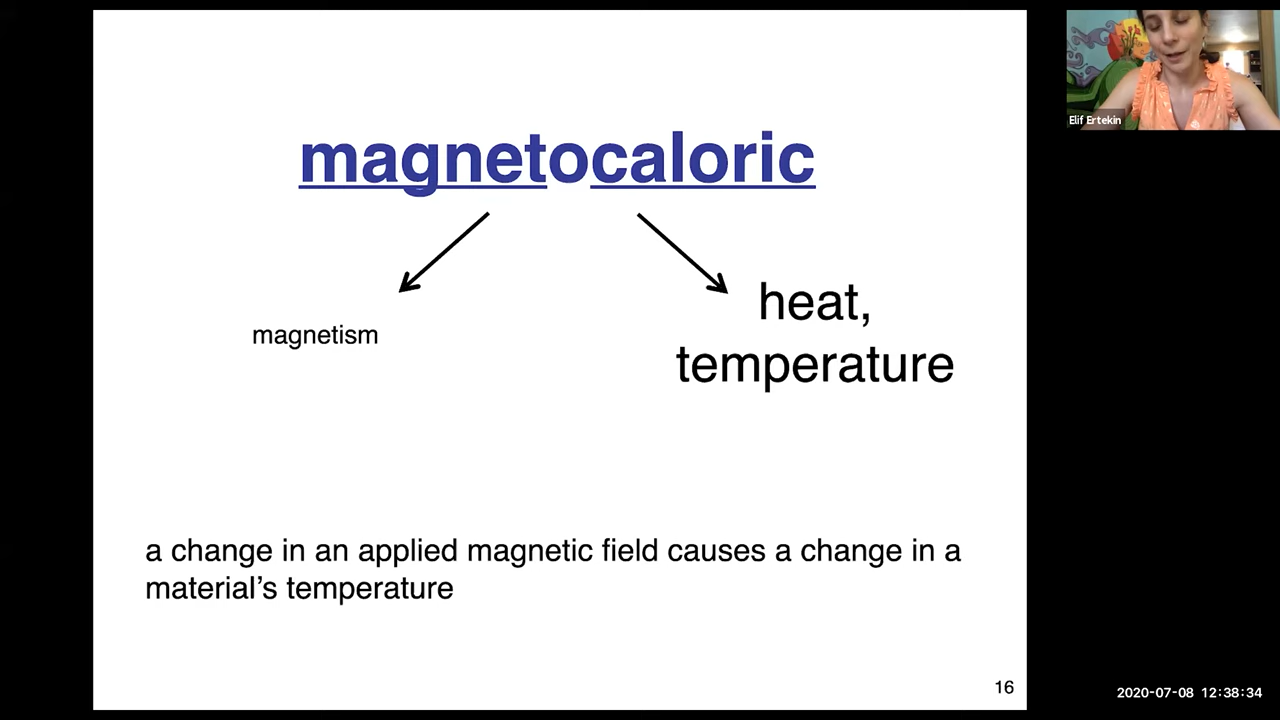 magnetocaloric
magnetism
heat,
temperature
a change in an applied magnetic field causes a change in a
material’s temperature
16
Elif Ertekin
2020-07-08 12:38:34